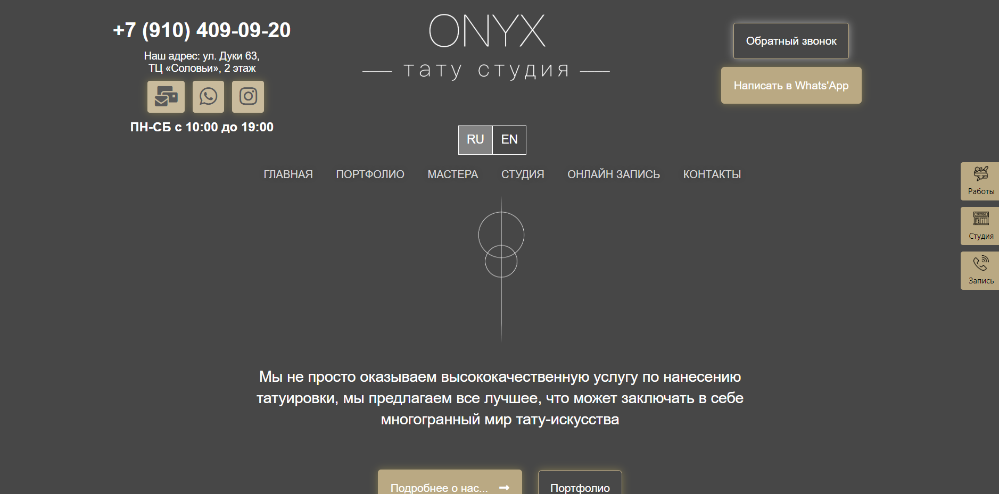 +7 (910) 409-09-20
Наш адрес: ул. Дуки 63,
ТЦ «Соловьи», 2 этаж
ПН-СБ с 10:00 до 19:00
ONYX
тату студия
Обратный звонок
Написать в Whats'App
RU EN
ГЛАВНАЯ ПОРТФОЛИО МАСТЕРА СТУДИЯ ОНЛАЙН ЗАПИСЬ КОНТАКТЫ
Работы
TATTOO
Студия
Запись
Мы не просто оказываем высококачественную услугу по нанесению
татуировки, мы предлагаем все лучшее, что может заключать в себе
многогранный мир тату-искусства
Подробнее о нас...
Портфолио